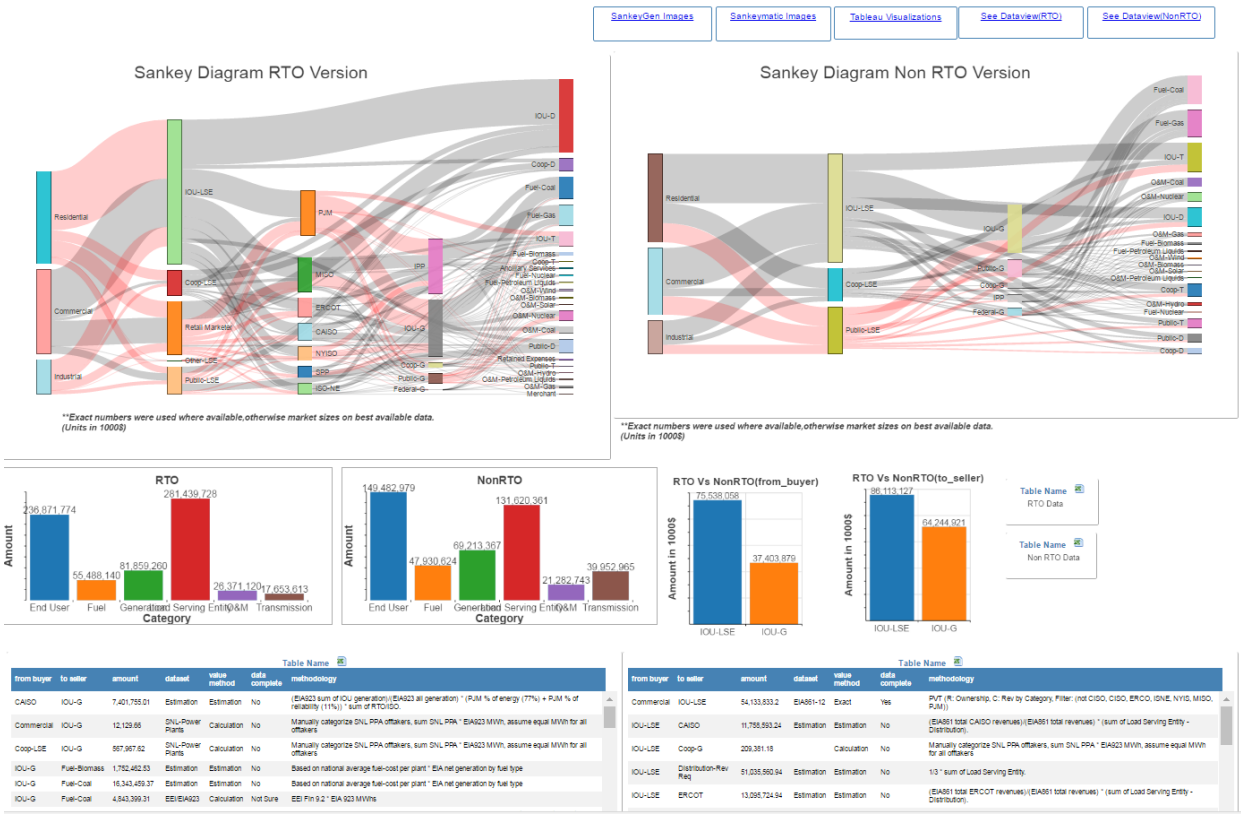 SankeyGen Images
Sankeymatic Images
Tableau Visualizations
See Dataview(RTO)
See Dataview(NonRTO)
Sankey Diagram RTO Version
Residential
Commercial
Industrial
IOU-LSE
Coop-LSE
Retail Marketer
Other-LSE
Public-LSE
PJM
MISO
ERCOT
CAISO
NYISO
SPP
ISO-NE
IPP
IOU-G
Coop-G
Public-G
Federal-G
IOU-D
Coop-D
Fuel-Coal
Fuel-Gas
IOU-T
Fuel-Biomass
Coop-T
Ancillary Services
Fuel-Nuclear
Fuel-Petroleum Liquids
O&M-Wind
O&M-Biomass
O&M-Solar
O&M-Nuclear
O&M-Coal
Public-D
Retained Expenses
Public-T
O&M-Hydro
O&M-Petroleum Liquids
O&M-Gas
Merchant
**Exact numbers were used where available,otherwise market sizes on best available data.
(Units in 1000$)
Sankey Diagram Non RTO Version
Residential
Commercial
Industrial
IOU-LSE
Coop-LSE
Public-LSE
IOU-G
Public-G
Coop-G
IPP
Federal-G
Fuel-Coal
Fuel-Gas
IOU-T
O&M-Coal
O&M-Nuclear
IOU-D
O&M-Gas
Fuel-Biomass
Fuel-Petroleum Liquids
O&M-Wind
O&M-Biomass
O&M-Solar
O&M-Petroleum Liquids
Coop-T
O&M-Hydro
Fuel-Nuclear
Public-T
Public-D
Coop-D
**Exact numbers were used where available,otherwise market sizes on best available data.
(Units in 1000$)
RTO
Amount
236,871,774
55,488,140
81,859,260
281,439,728
26,371,120
17,653,613
End User Fuel Generation Load Serving Entity O&M Transmission
Category
NonRTO
Amount
149,482,979
47,930,624
69,213,367
131,620,361
21,282,743
39,952,965
End User Fuel Generation Load Serving Entity O&M Transmission
Category
RTO Vs NonRTO(from_buyer)
Amount in 1000$
75,538,058
37,403,879
IOU-LSE IOU-G
RTO Vs NonRTO(to_seller)
Amount in 1000$
86,113,127
64,244,921
IOU-LSE IOU-G
Table Name
RTO Data
Table Name
Non RTO Data
Table Name
from buyer to seller amount dataset value method data complete methodology
CAISO IOU-G 7,401,755.01 Estimation Estimation No (EIA923 sum of IOU generation)/(EIA923 all generation) * (PJM % of energy (77%) + PJM % of reliability (11%)) * sum of RTO/ISO.
Commercial IOU-G 12,129.66 SNL-Power Plants Calculation No Manually categorize SNL PPA offtakers, sum SNL PPA * EIA923 MWh, assume equal MWh for all offtakers
Coop-LSE IOU-G 567,967.62 SNL-Power Plants Calculation No Manually categorize SNL PPA offtakers, sum SNL PPA * EIA923 MWh, assume equal MWh for all offtakers
IOU-G Fuel-Biomass 1,752,462.53 Estimation Estimation No Based on national average fuel-cost per plant * EIA net generation by fuel type
IOU-G Fuel-Coal 16,343,459.37 Estimation Estimation No Based on national average fuel-cost per plant * EIA net generation by fuel type
IOU-G Fuel-Coal 4,843,399.31 EEI/EIA923 Calculation Not Sure EEI Fin 9.2 * EIA 923 MWhs
Table Name
from buyer to seller amount dataset value method data complete methodology
Commercial IOU-LSE 54,133,833.2 EIA861-12 Exact Yes PVT (R: Ownership, C: Rev by Category, Filter: (not CISO, CISO, ERCO, ISNE, NYIS, MISO, PJM))
IOU-LSE CAISO 11,758,593.24 Estimation Estimation No (EIA861 total CAISO revenues)/(EIA861 total revenues) * (sum of Load Serving Entity - Distribution).
IOU-LSE Coop-G 209,381.18 Calculation No Manually categorize SNL PPA offtakers, sum SNL PPA * EIA923 MWh, assume equal MWh for all offtakers
IOU-LSE Distribution-Rev Req 51,035,560.94 Estimation Estimation No 1/3 * sum of Load Serving Entity.
IOU-LSE ERCOT 13,095,724.94 Estimation Estimation No (EIA861 total ERCOT revenues)/(EIA861 total revenues) * (sum of Load Serving Entity - Distribution).